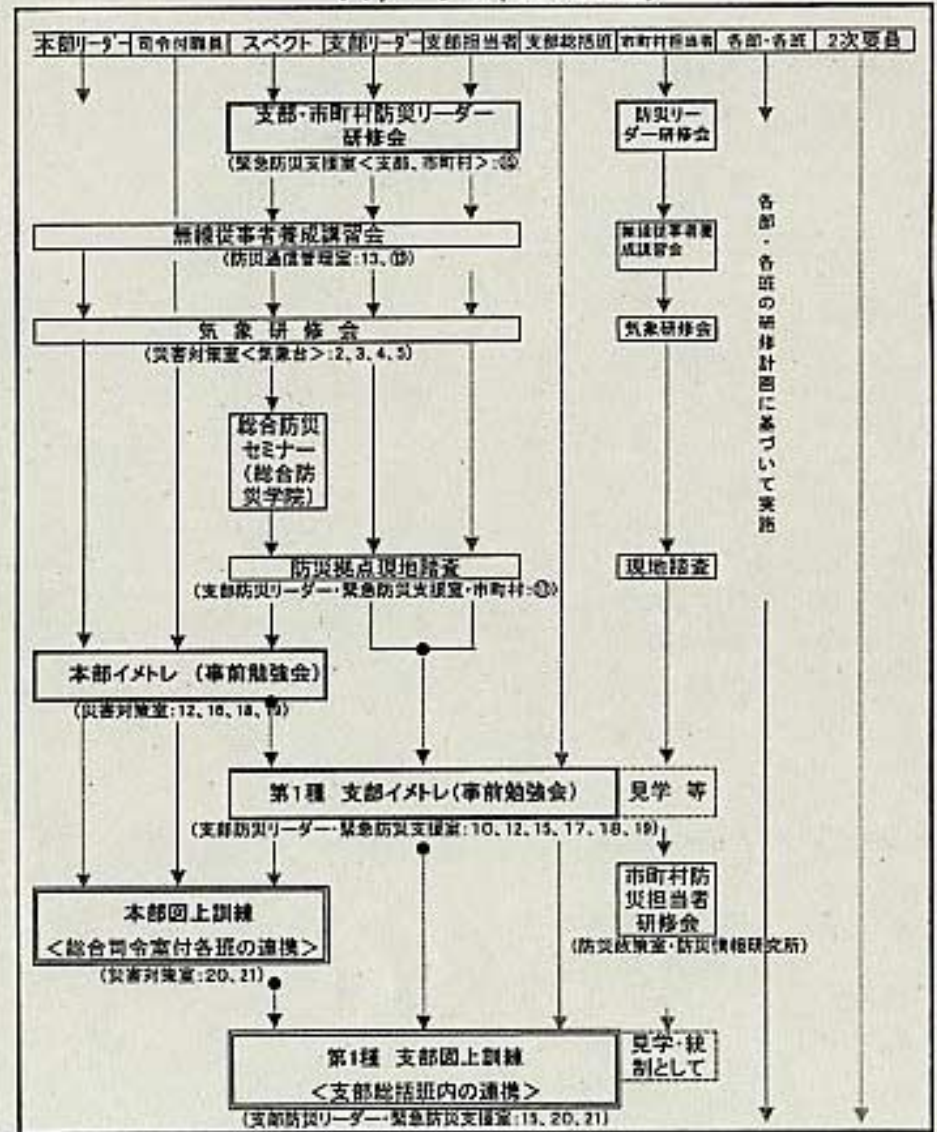 本部リーダー 司令付職員 スペクト 支部リーダー 支部担当者 支部総括班 市町村担当者 各部・各班 2次要員
支部・市町村防災リーダー
研修会
(緊急防災支援室<支部、市町村>:
防災リー
ダー研修会
無線従事者養成講習会
(防災通信管理室:13、⑬)
無線従事者養
成講習会
気 象 研 修 会
(災害対策室<気象台>:2、3、4、5)
気象研修会
各部・各班の研修計画に基づいて実施
総合防災
セミナー
(総合防
災学院)
防災拠点現地踏査
(支部防災リーダー・緊急防災支援室・市町村:
現地踏査
本部イメトレ (事前勉強会)
(災害対策室:12、16、18、19)
第1種 支部イメトレ(事前勉強会)
見学 等
(支部防災リーダー・緊急防災支援室:10、12、15、17、18、19)
市町村防
災担当者
研修会
(防災政策室・防災情報研究所)
本部図上訓練
<総合司令室付各班の連携>
(災害対策室:20、21)
第1種 支部図上訓練
<支部総括班内の連携>
見学・統
制として
(支部防災リーダー・緊急防災支援室:15、20、21)